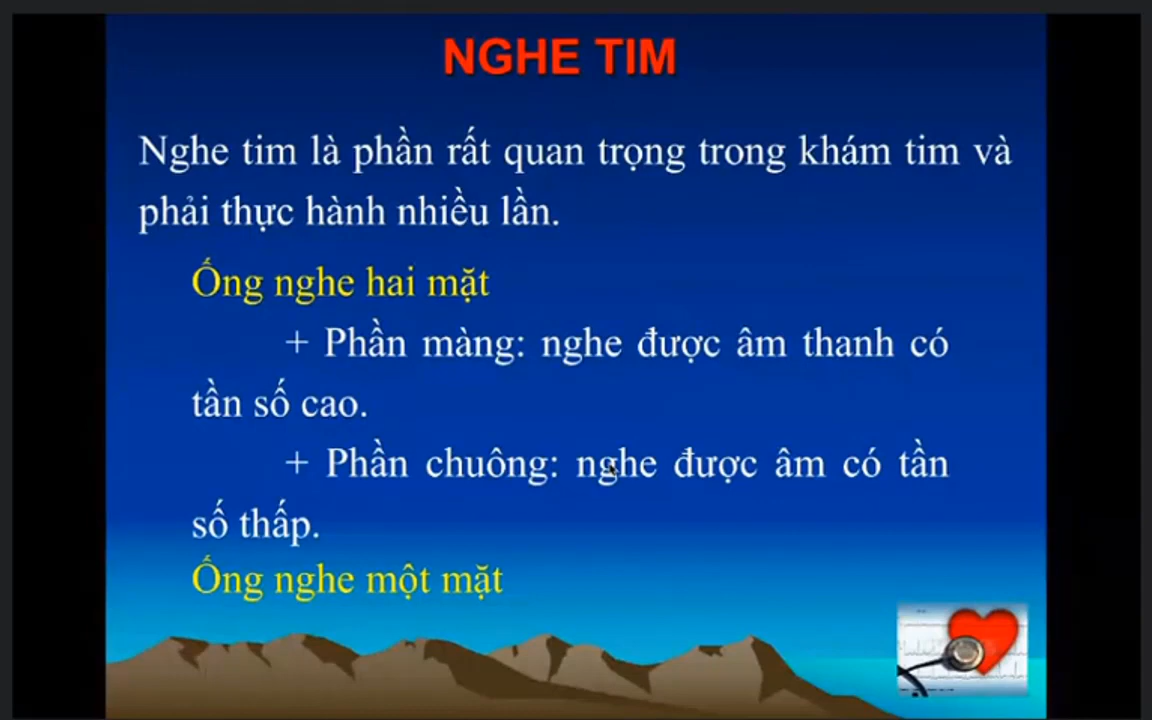 NGHE TIM
Nghe tim là phần rất quan trọng trong khám tim và
phải thực hành nhiều lần.
Ống nghe hai mặt
+ Phần màng: nghe được âm thanh có
tần số cao.
+ Phần chuông: nghe được âm có tần
số thấp.
Ống nghe một mặt